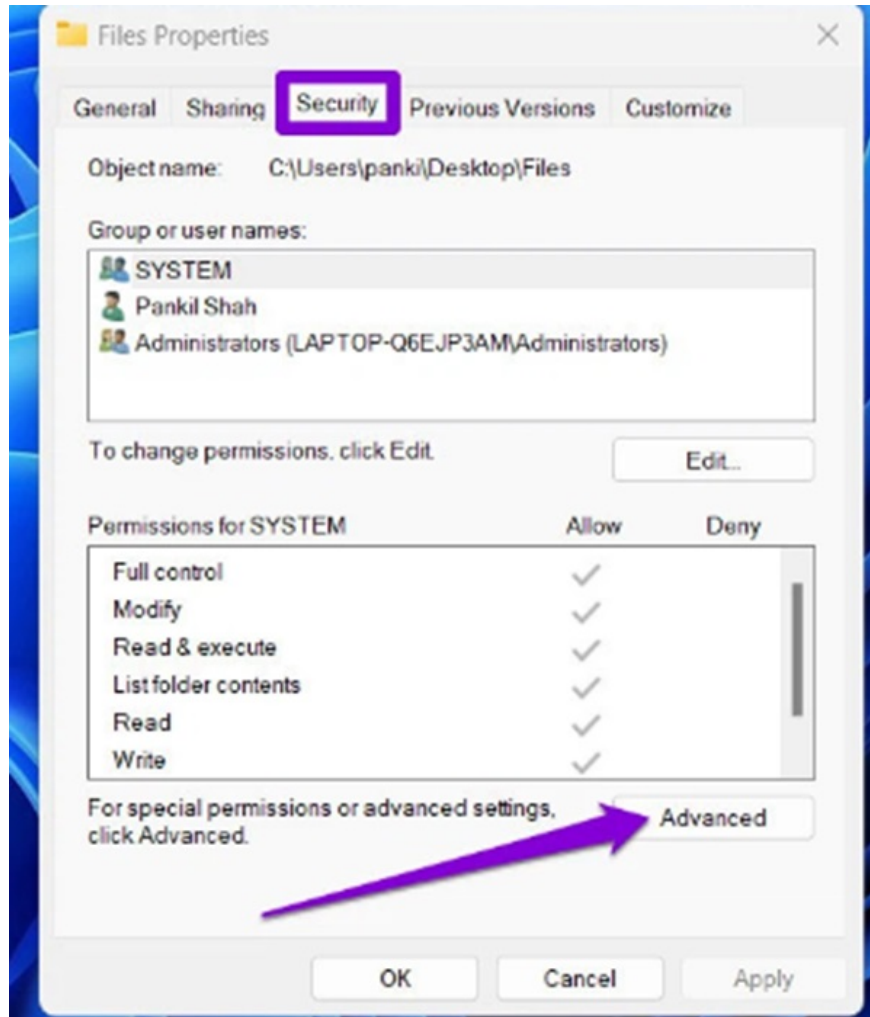 Files Properties
General Sharing Security Previous Versions Customize
Object name: C:\Users\panki\Desktop\Files
Group or user names:
SYSTEM
Pankil Shah
Administrators (LAPTOP-Q6EJP3AM\Administrators)
To change permissions, click Edit.
Edit...
Permissions for SYSTEM Allow Deny
Full control
Modify
Read & execute
List folder contents
Read
Write
For special permissions or advanced settings,
click Advanced.
Advanced
OK Cancel Apply